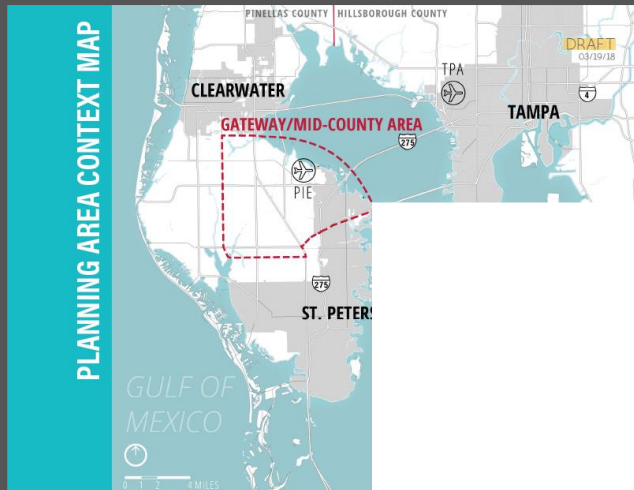 PLANNING AREA CONTEXT MAP
PINELLAS COUNTY HILLSBOROUGH COUNTY
DRAFT
03/19/18
TPA
4
CLEARWATER
TAMPA
GATEWAY/MID-COUNTY AREA
275
PIE
275
ST. PETERS
GULF OF
MEXICO
0 1 2 4 MILES